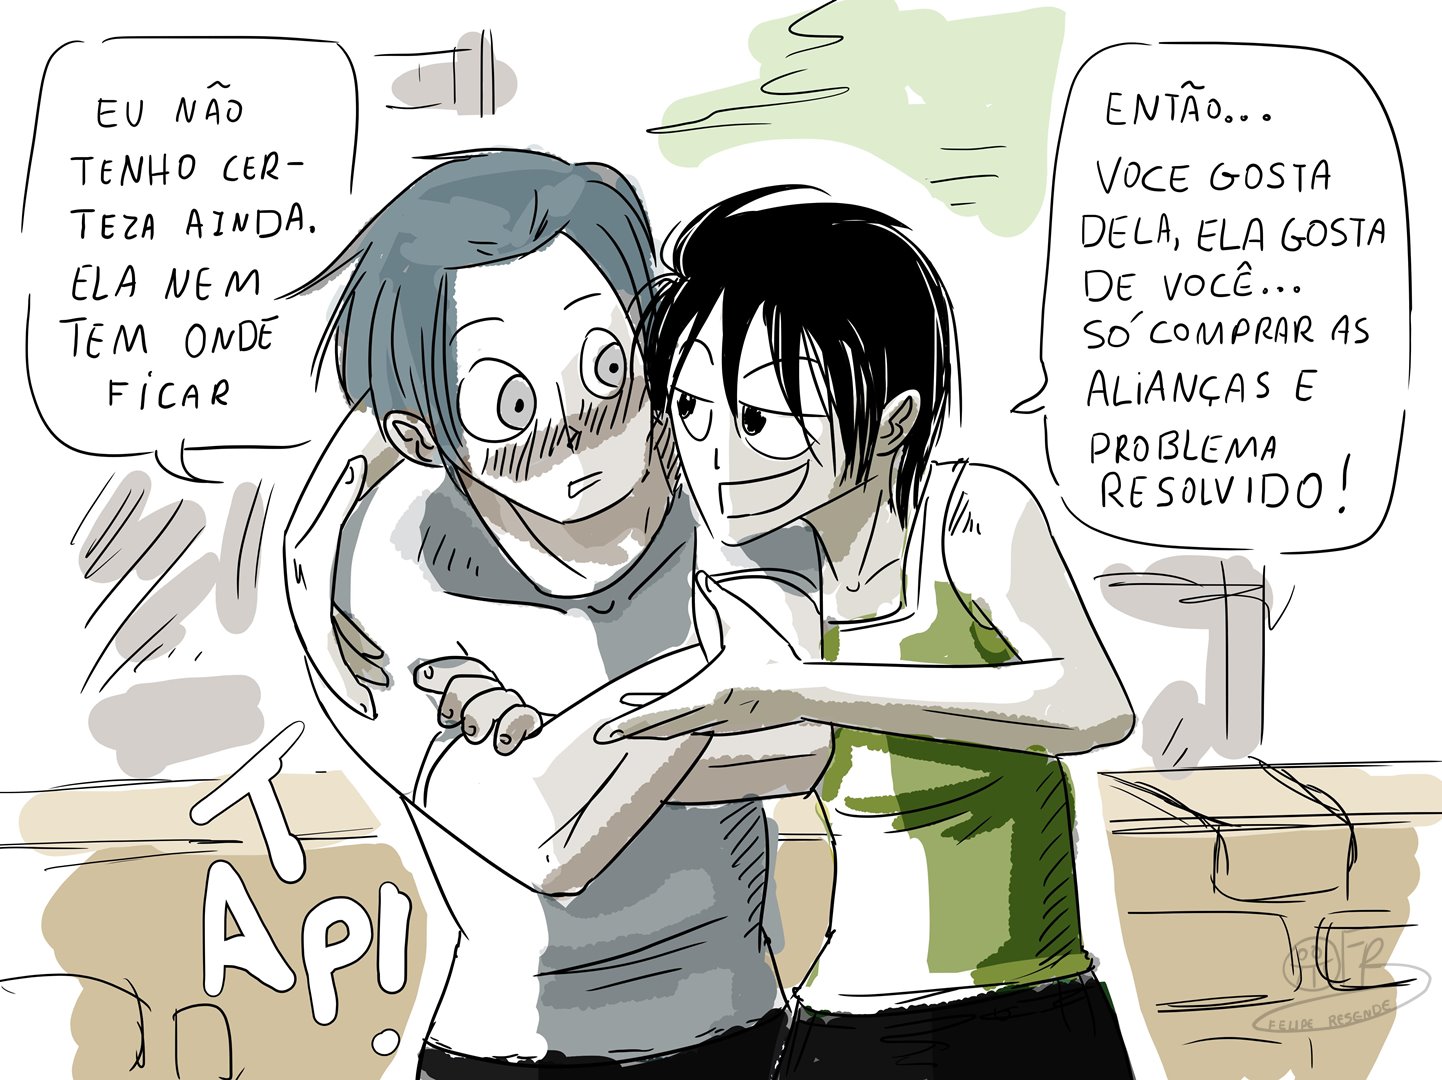 EU NÃO
TENHO CER-
TEZA AINDA.
ELA NEM
TEM ONDE
FICAR
ENTÃO...
VOCE GOSTA
DELA, ELA GOSTA
DE VOCÊ...
SÓ COMPRAR AS
ALIANÇAS E
PROBLEMA
RESOLVIDO!
TAP!
FELIPE RESENDE